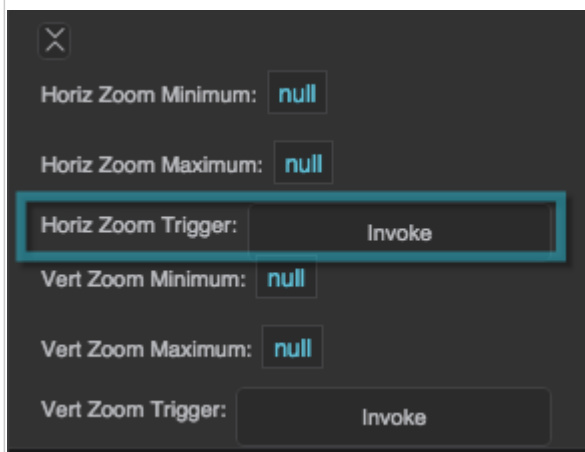 Horiz Zoom Minimum: null
Horiz Zoom Maximum: null
Horiz Zoom Trigger: Invoke
Vert Zoom Minimum: null
Vert Zoom Maximum: null
Vert Zoom Trigger: Invoke